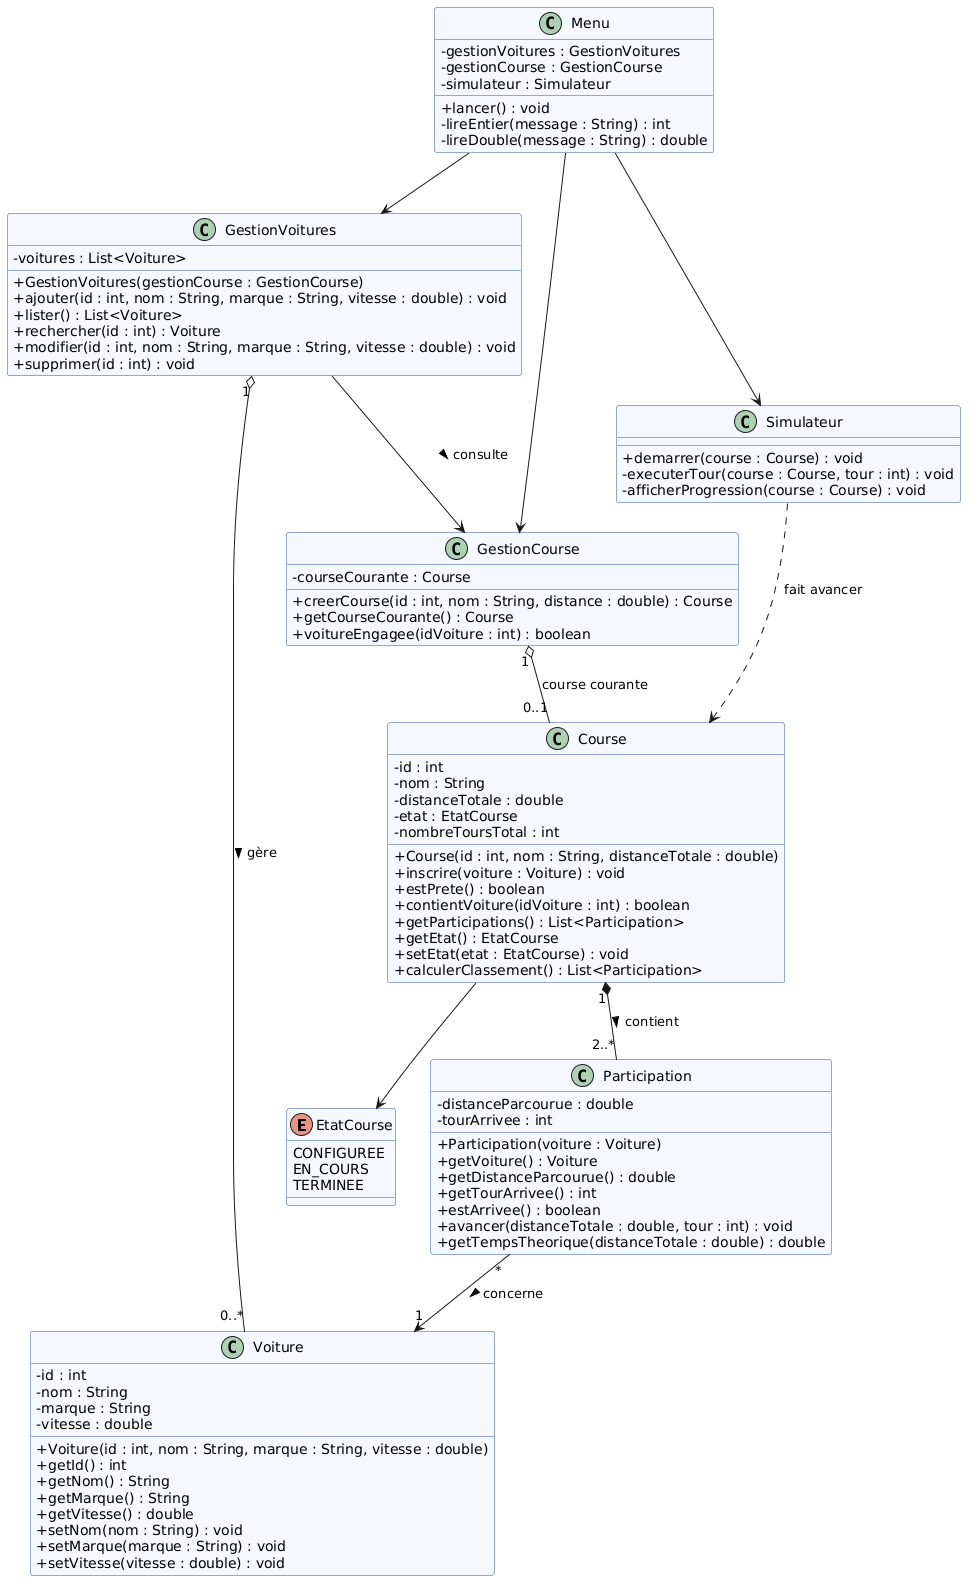 C Menu
-gestionVoitures : GestionVoitures
-gestionCourse : GestionCourse
-simulateur : Simulateur
+lancer() : void
-lireEntier(message : String) : int
-lireDouble(message : String) : double
C GestionVoitures
-voitures : List<Voiture>
+GestionVoitures(gestionCourse : GestionCourse)
+ajouter(id : int, nom : String, marque : String, vitesse : double) : void
+lister() : List<Voiture>
+rechercher(id : int) : Voiture
+modifier(id : int, nom : String, marque : String, vitesse : double) : void
+supprimer(id : int) : void
1
consulte
C Simulateur
+demarrer(course : Course) : void
-executerTour(course : Course, tour : int) : void
-afficherProgression(course : Course) : void
C GestionCourse
-courseCourante : Course
+creerCourse(id : int, nom : String, distance : double) : Course
+getCourseCourante() : Course
+voitureEngagee(idVoiture : int) : boolean
fait avancer
1
course courante
0..1
C Course
-id : int
-nom : String
-distanceTotale : double
-etat : EtatCourse
-nombreToursTotal : int
+Course(id : int, nom : String, distanceTotale : double)
+inscrire(voiture : Voiture) : void
+estPrete() : boolean
+contientVoiture(idVoiture : int) : boolean
+getParticipations() : List<Participation>
+getEtat() : EtatCourse
+setEtat(etat : EtatCourse) : void
+calculerClassement() : List<Participation>
gère
1
contient
2..*
E EtatCourse
CONFIGUREE
EN_COURS
TERMINEE
C Participation
-distanceParcourue : double
-tourArrivee : int
+Participation(voiture : Voiture)
+getVoiture() : Voiture
+getDistanceParcourue() : double
+getTourArrivee() : int
+estArrivee() : boolean
+avancer(distanceTotale : double, tour : int) : void
+getTempsTheorique(distanceTotale : double) : double
*
concerne
0..*
1
C Voiture
-id : int
-nom : String
-marque : String
-vitesse : double
+Voiture(id : int, nom : String, marque : String, vitesse : double)
+getId() : int
+getNom() : String
+getMarque() : String
+getVitesse() : double
+setNom(nom : String) : void
+setMarque(marque : String) : void
+setVitesse(vitesse : double) : void